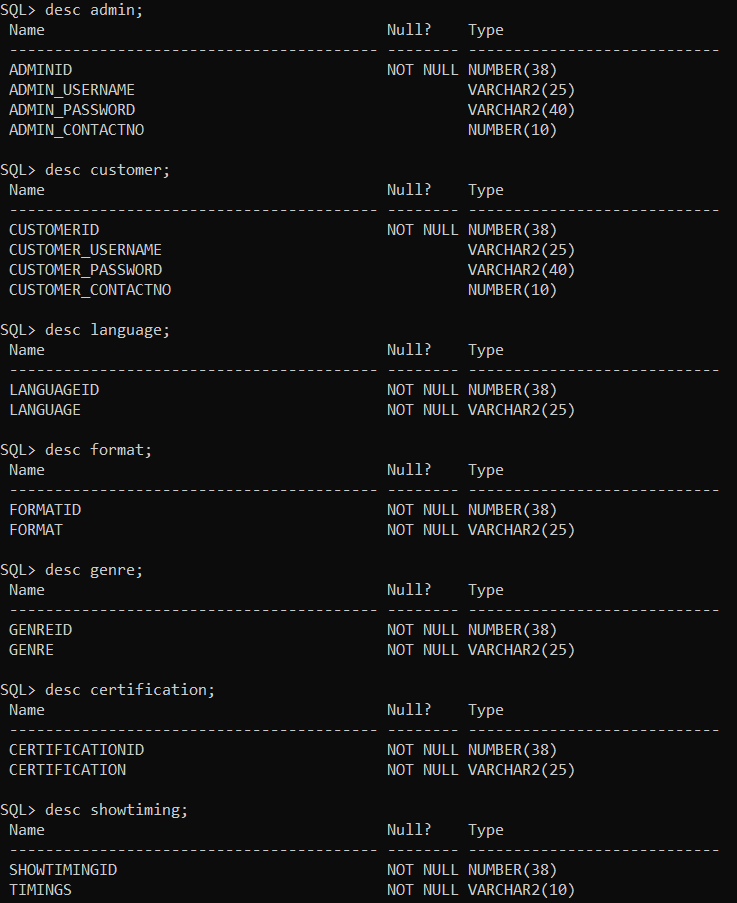 SQL> desc admin;
 Name                                      Null?    Type
 ----------------------------------------- -------- ----------------------------
 ADMINID                                   NOT NULL NUMBER(38)
 ADMIN_USERNAME                                     VARCHAR2(25)
 ADMIN_PASSWORD                                     VARCHAR2(40)
 ADMIN_CONTACTNO                                    NUMBER(10)

SQL> desc customer;
 Name                                      Null?    Type
 ----------------------------------------- -------- ----------------------------
 CUSTOMERID                                NOT NULL NUMBER(38)
 CUSTOMER_USERNAME                                  VARCHAR2(25)
 CUSTOMER_PASSWORD                                  VARCHAR2(40)
 CUSTOMER_CONTACTNO                                 NUMBER(10)

SQL> desc language;
 Name                                      Null?    Type
 ----------------------------------------- -------- ----------------------------
 LANGUAGEID                                NOT NULL NUMBER(38)
 LANGUAGE                                  NOT NULL VARCHAR2(25)

SQL> desc format;
 Name                                      Null?    Type
 ----------------------------------------- -------- ----------------------------
 FORMATID                                  NOT NULL NUMBER(38)
 FORMAT                                    NOT NULL VARCHAR2(25)

SQL> desc genre;
 Name                                      Null?    Type
 ----------------------------------------- -------- ----------------------------
 GENREID                                   NOT NULL NUMBER(38)
 GENRE                                     NOT NULL VARCHAR2(25)

SQL> desc certification;
 Name                                      Null?    Type
 ----------------------------------------- -------- ----------------------------
 CERTIFICATIONID                           NOT NULL NUMBER(38)
 CERTIFICATION                             NOT NULL VARCHAR2(25)

SQL> desc showtiming;
 Name                                      Null?    Type
 ----------------------------------------- -------- ----------------------------
 SHOWTIMINGID                              NOT NULL NUMBER(38)
 TIMINGS                                   NOT NULL VARCHAR2(10)